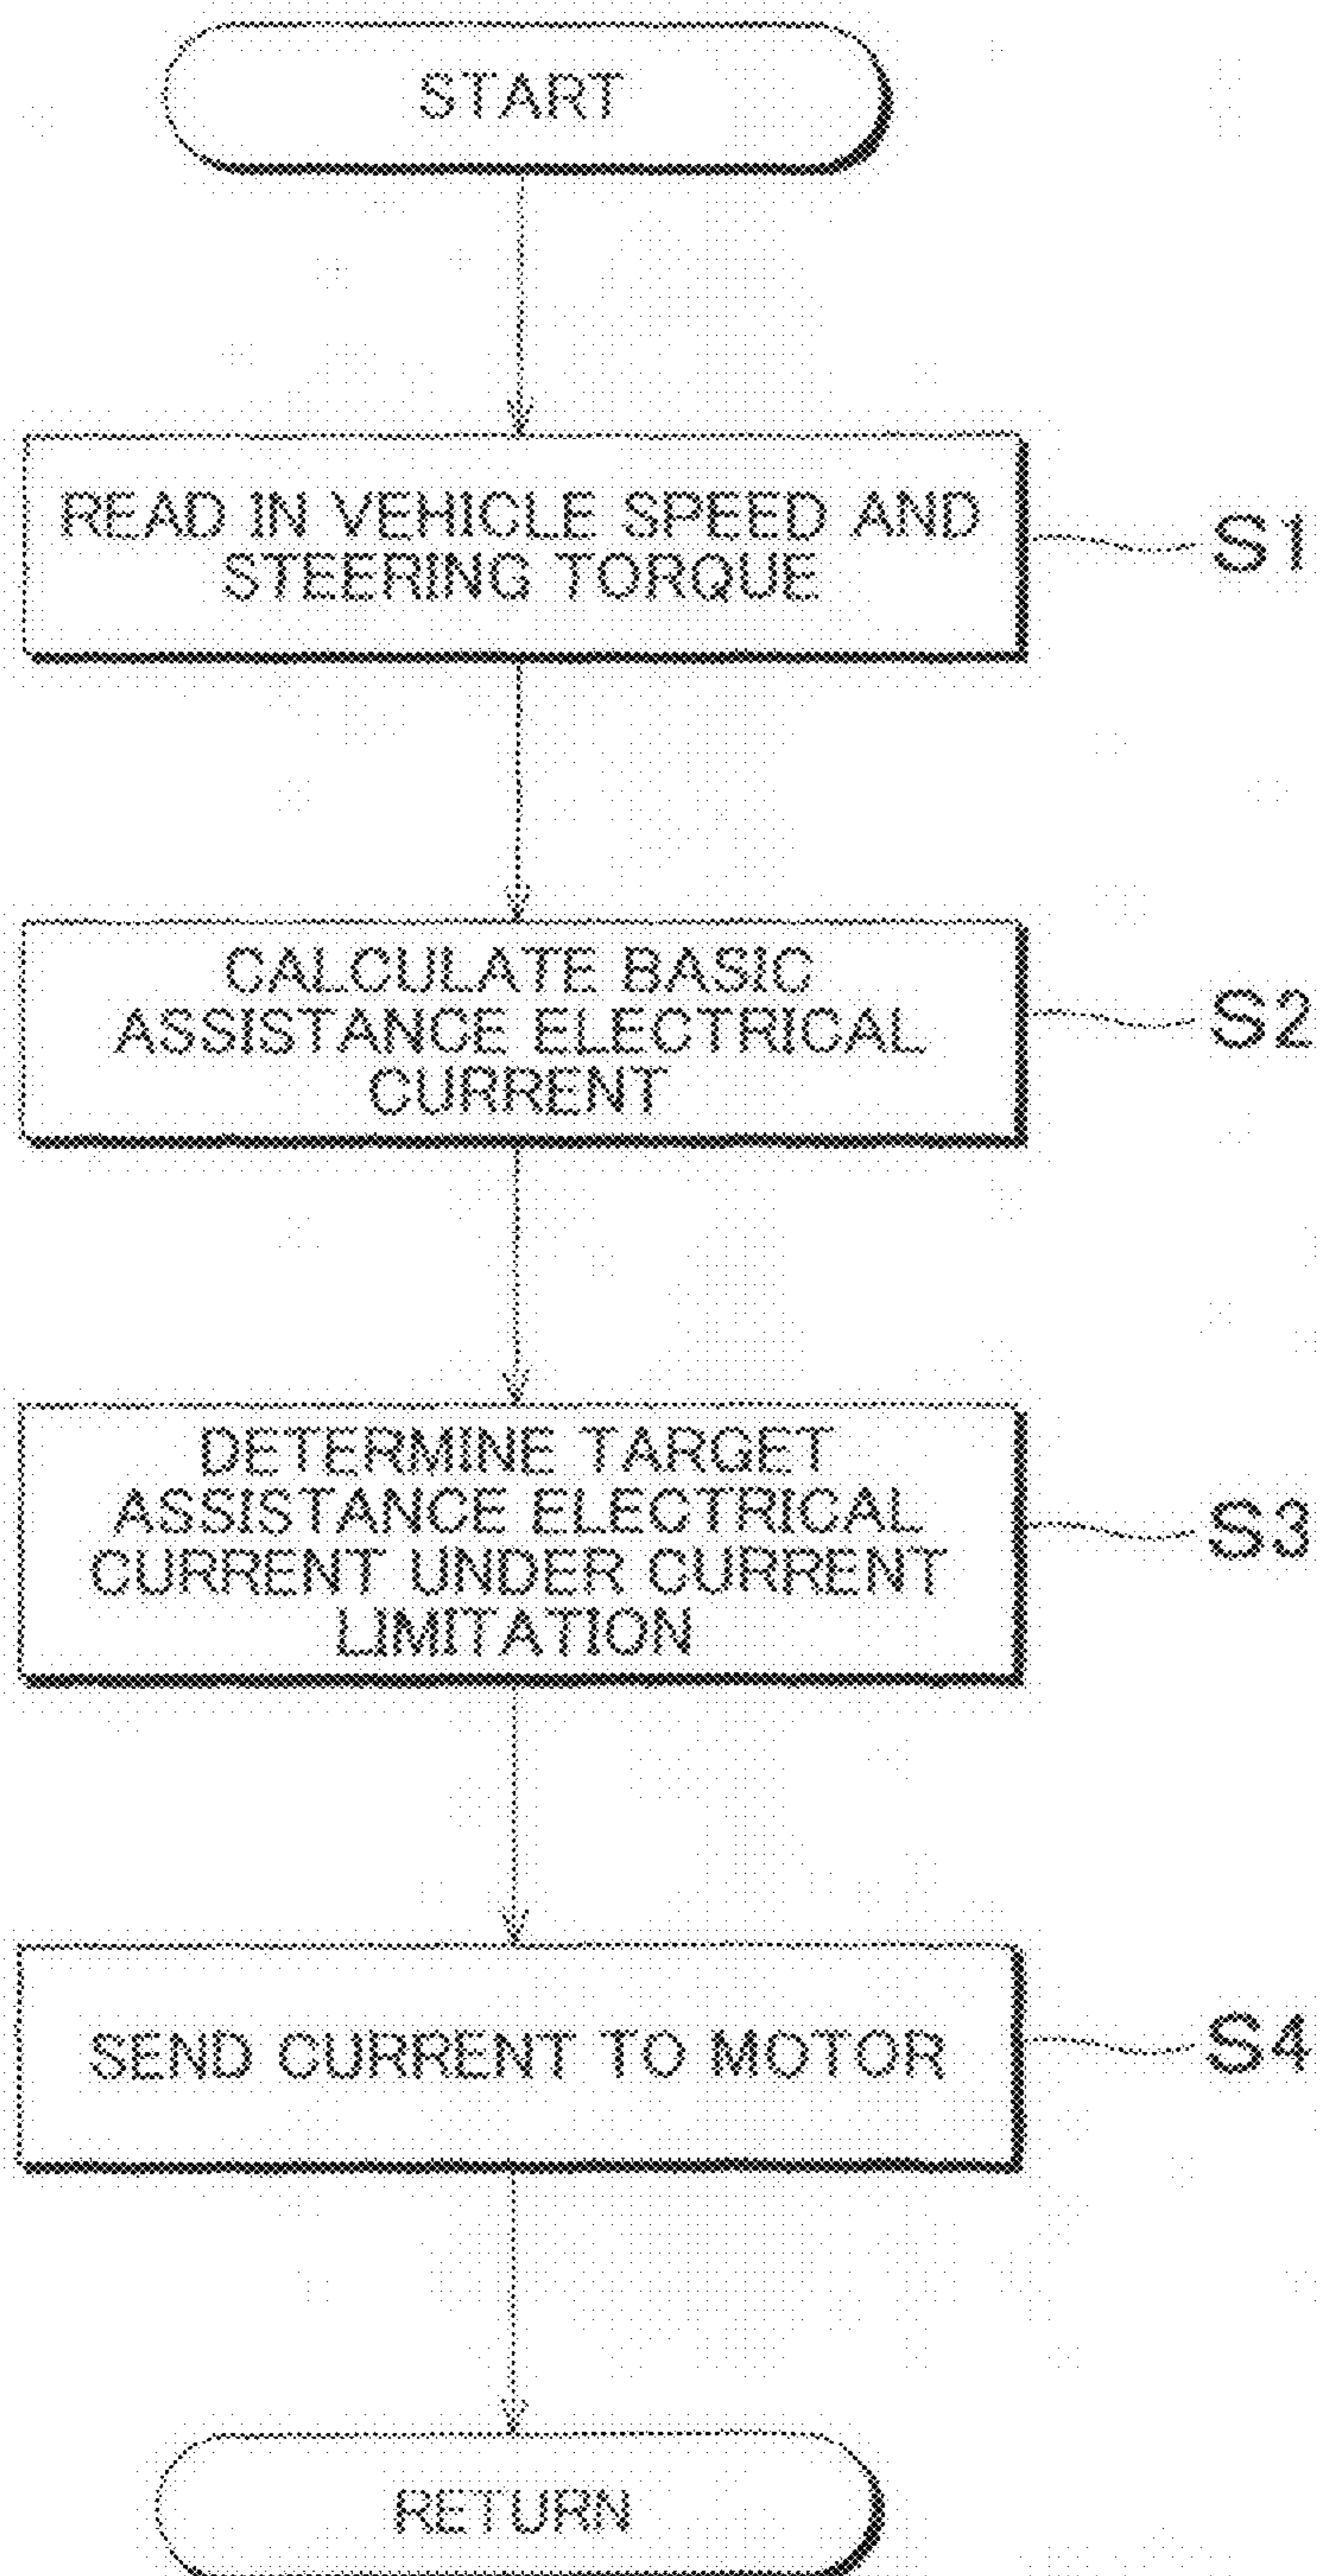 START
READ IN VEHICLE SPEED AND
STEERING TORQUE
S1
CALCULATE BASIC
ASSISTANCE ELECTRICAL
CURRENT
S2
DETERMINE TARGET
ASSISTANCE ELECTRICAL
CURRENT UNDER CURRENT
LIMITATION
S3
SEND CURRENT TO MOTOR
S4
RETURN